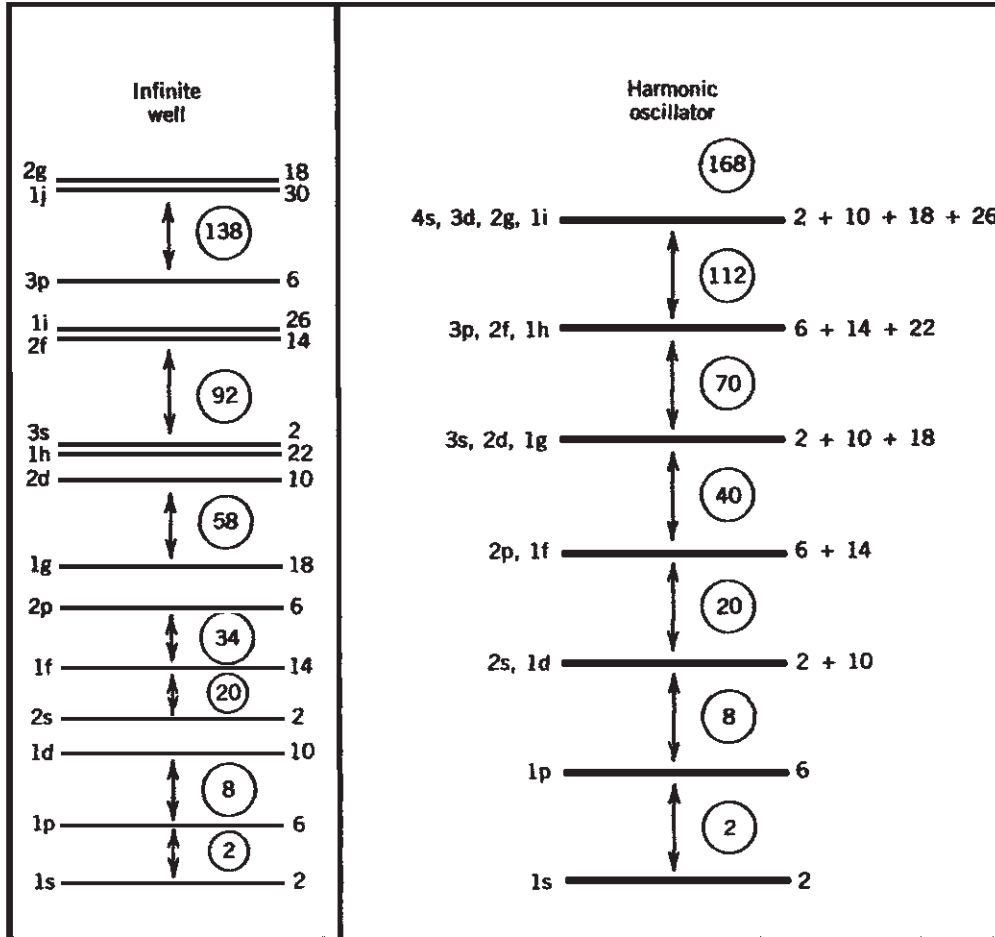 Infinite
well
2g 18
1j 30
138
3p 6
1i 26
2f 14
92
3s 2
1h 22
2d 10
58
1g 18
2p 6
34
1f 14
20
2s 2
1d 10
8
1p 6
2
1s 2
Harmonic
oscillator
168
4s, 3d, 2g, 1i 2 + 10 + 18 + 26
112
3p, 2f, 1h 6 + 14 + 22
70
3s, 2d, 1g 2 + 10 + 18
40
2p, 1f 6 + 14
20
2s, 1d 2 + 10
8
1p 6
2
1s 2